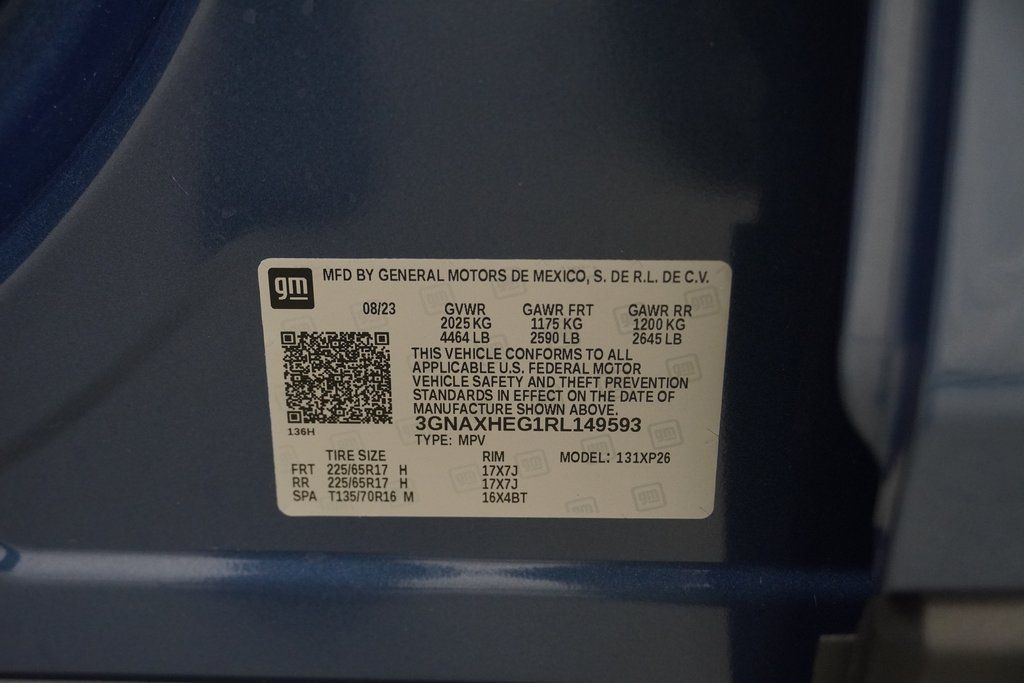 gm MFD BY GENERAL MOTORS DE MEXICO, S. DE R.L. DE C.V.
08/23 GVWR GAWR FRT GAWR RR
2025 KG 1175 KG 1200 KG
4464 LB 2590 LB 2645 LB
THIS VEHICLE CONFORMS TO ALL
APPLICABLE U.S. FEDERAL MOTOR
VEHICLE SAFETY AND THEFT PREVENTION
STANDARDS IN EFFECT ON THE DATE OF
MANUFACTURE SHOWN ABOVE.
3GNAXHEG1RL149593
136H
TYPE: MPV
TIRE SIZE RIM MODEL: 131XP26
FRT 225/65R17 H 17X7J
RR 225/65R17 H 17X7J
SPA T135/70R16 M 16X4BT